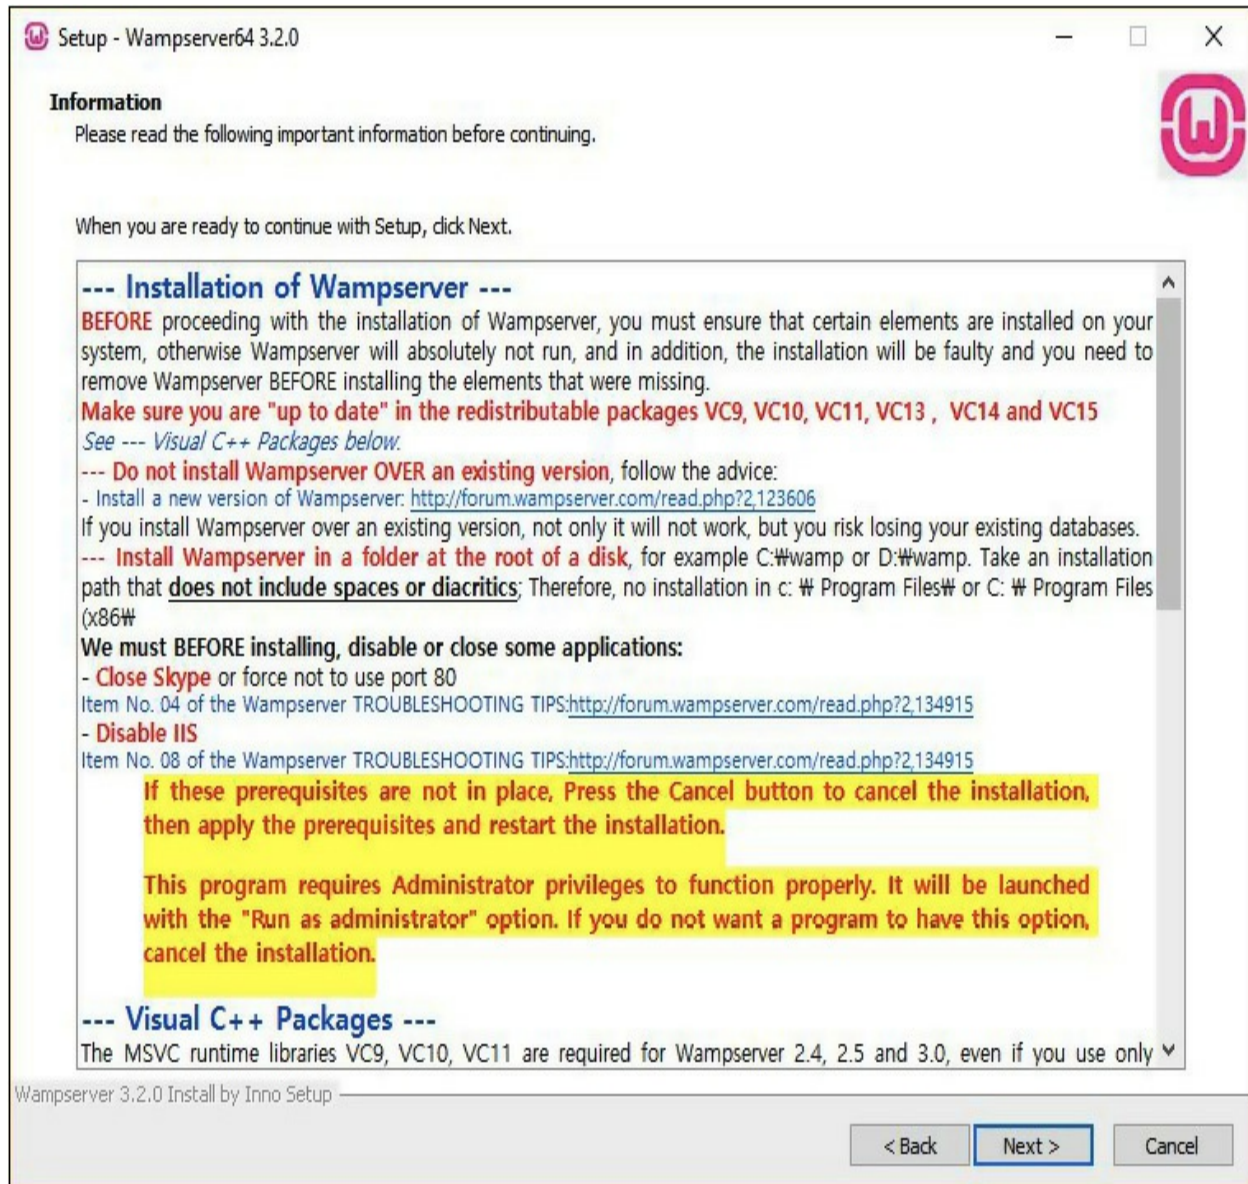 Setup - Wampserver64 3.2.0
Information
Please read the following important information before continuing.
When you are ready to continue with Setup, click Next.
--- Installation of Wampserver ---
BEFORE proceeding with the installation of Wampserver, you must ensure that certain elements are installed on your
system, otherwise Wampserver will absolutely not run, and in addition, the installation will be faulty and you need to
remove Wampserver BEFORE installing the elements that were missing.
Make sure you are "up to date" in the redistributable packages VC9, VC10, VC11, VC13 , VC14 and VC15
See --- Visual C++ Packages below.
--- Do not install Wampserver OVER an existing version, follow the advice:
- Install a new version of Wampserver: http://forum.wampserver.com/read.php?2,123606
If you install Wampserver over an existing version, not only it will not work, but you risk losing your existing databases.
--- Install Wampserver in a folder at the root of a disk, for example C:₩wamp or D:₩wamp. Take an installation
path that does not include spaces or diacritics; Therefore, no installation in c: ₩ Program Files₩ or C: ₩ Program Files
(x86₩
We must BEFORE installing, disable or close some applications:
- Close Skype or force not to use port 80
Item No. 04 of the Wampserver TROUBLESHOOTING TIPS:http://forum.wampserver.com/read.php?2,134915
- Disable IIS
Item No. 08 of the Wampserver TROUBLESHOOTING TIPS:http://forum.wampserver.com/read.php?2,134915
If these prerequisites are not in place, Press the Cancel button to cancel the installation,
then apply the prerequisites and restart the installation.
This program requires Administrator privileges to function properly. It will be launched
with the "Run as administrator" option. If you do not want a program to have this option,
cancel the installation.
--- Visual C++ Packages ---
The MSVC runtime libraries VC9, VC10, VC11 are required for Wampserver 2.4, 2.5 and 3.0, even if you use only
Wampserver 3.2.0 Install by Inno Setup
< Back Next > Cancel